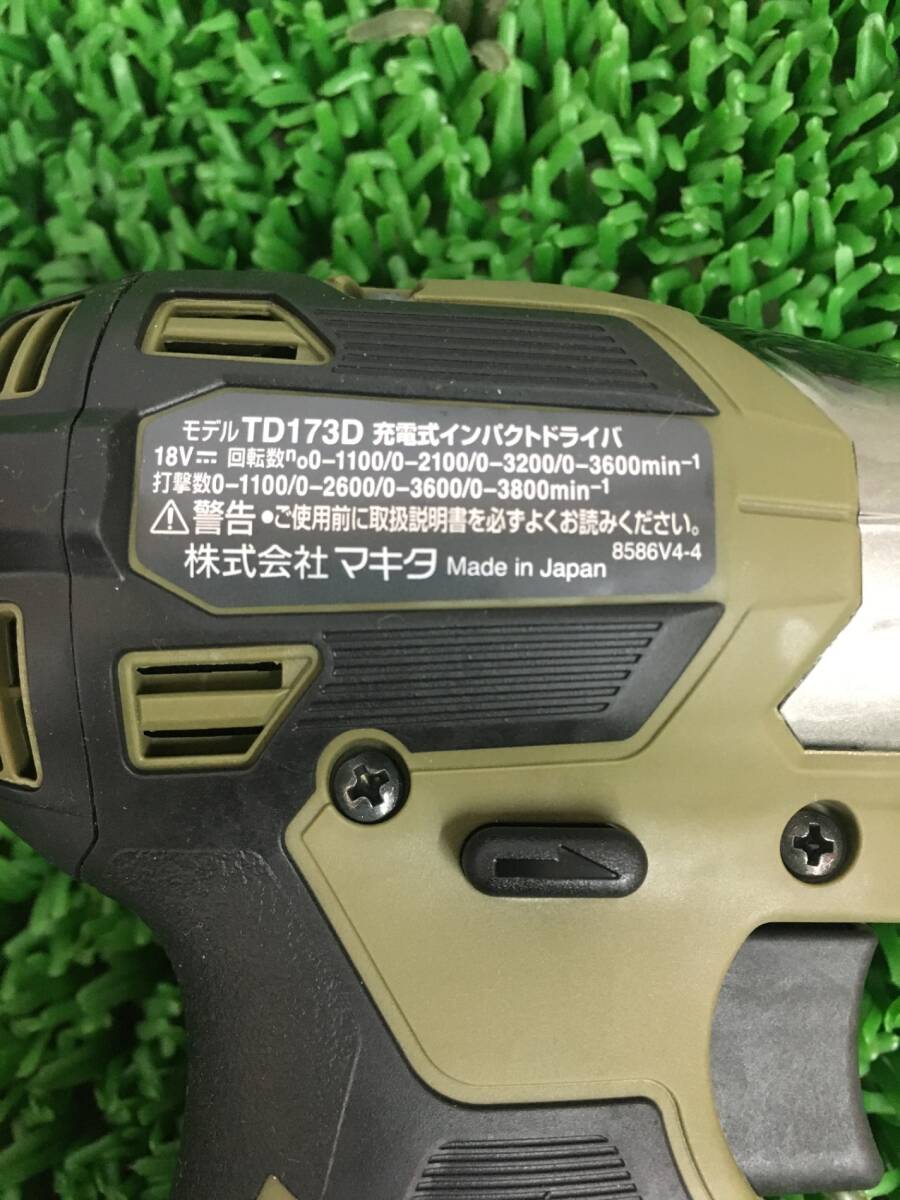 モデル TD173D 充電式インパクトドライバ
18V⎓ 回転数n₀0-1100/0-2100/0-3200/0-3600min⁻¹
打撃数0-1100/0-2600/0-3600/0-3800min⁻¹
⚠警告 ●ご使用前に取扱説明書を必ずよくお読みください。
株式会社 マキタ Made in Japan 8586V4-4